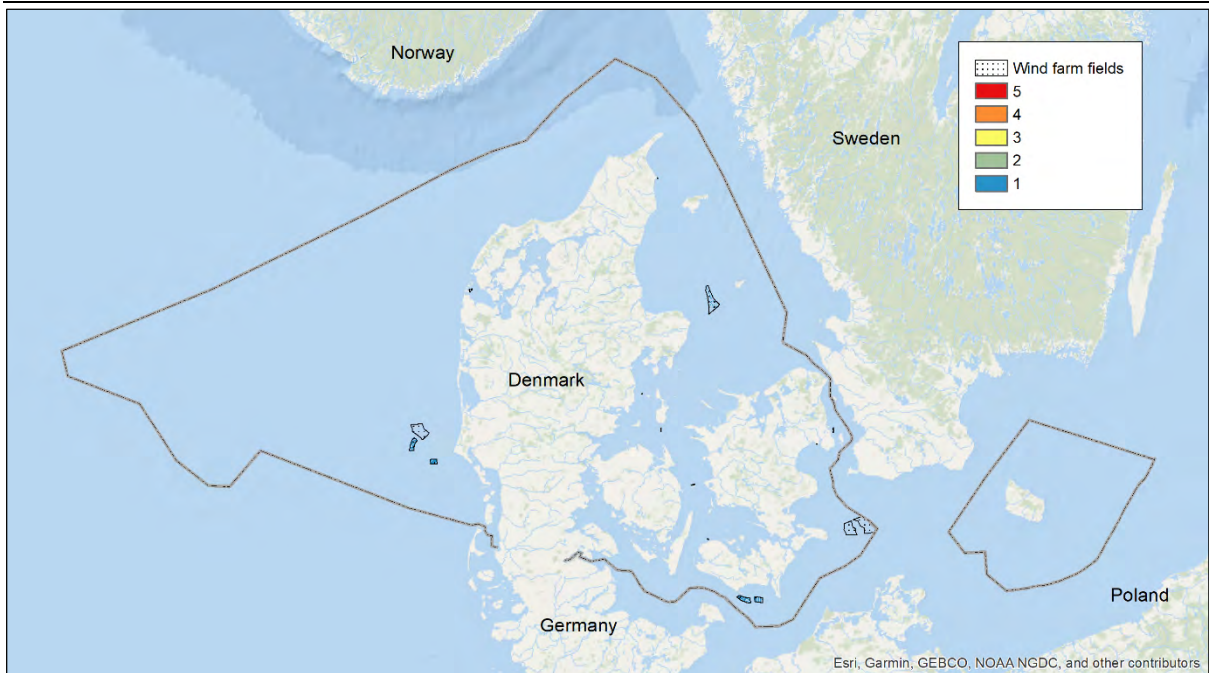 Norway
Wind farm fields
5
4
3
2
1
Sweden
Denmark
Germany
Poland
Esri, Garmin, GEBCO, NOAA NGDC, and other contributors